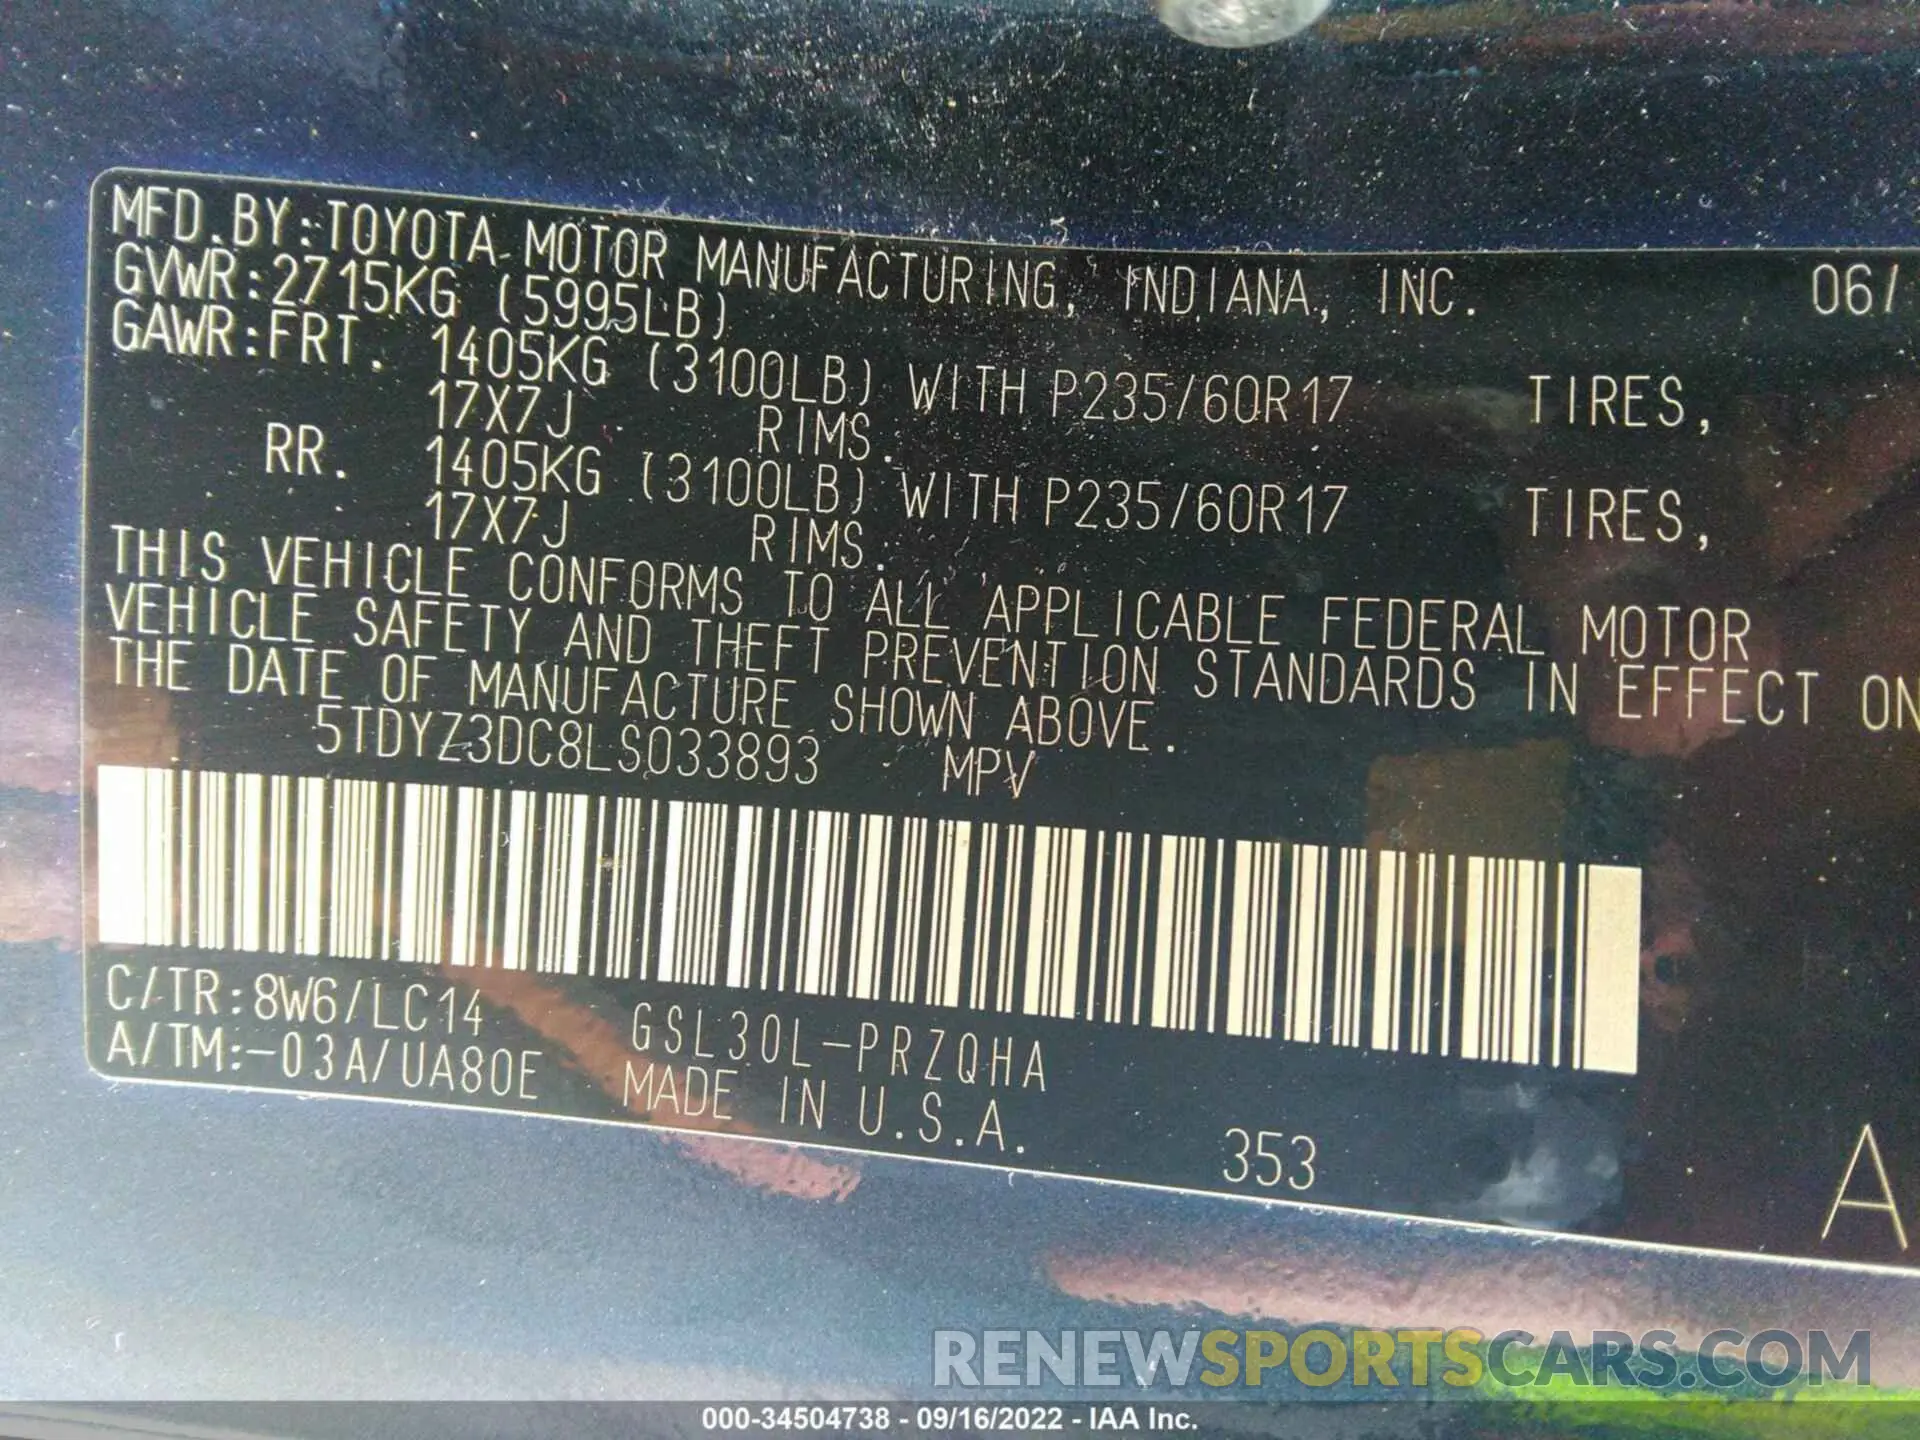 MFD.BY:TOYOTA MOTOR MANUFACTURING, INDIANA, INC. 06/
GVWR:2715KG (5995LB)
GAWR:FRT. 1405KG (3100LB) WITH P235/60R17 TIRES,
17X7J RIMS.
RR. 1405KG (3100LB) WITH P235/60R17 TIRES,
17X7J RIMS.
THIS VEHICLE CONFORMS TO ALL APPLICABLE FEDERAL MOTOR
VEHICLE SAFETY AND THEFT PREVENTION STANDARDS IN EFFECT ON
THE DATE OF MANUFACTURE SHOWN ABOVE.
5TDYZ3DC8LS033893 MPV
C/TR:8W6/LC14 GSL30L-PRZQHA
A/TM:-03A/UA80E MADE IN U.S.A.
353
A
RENEWSPORTSCARS.COM
000-34504738 - 09/16/2022 - IAA Inc.